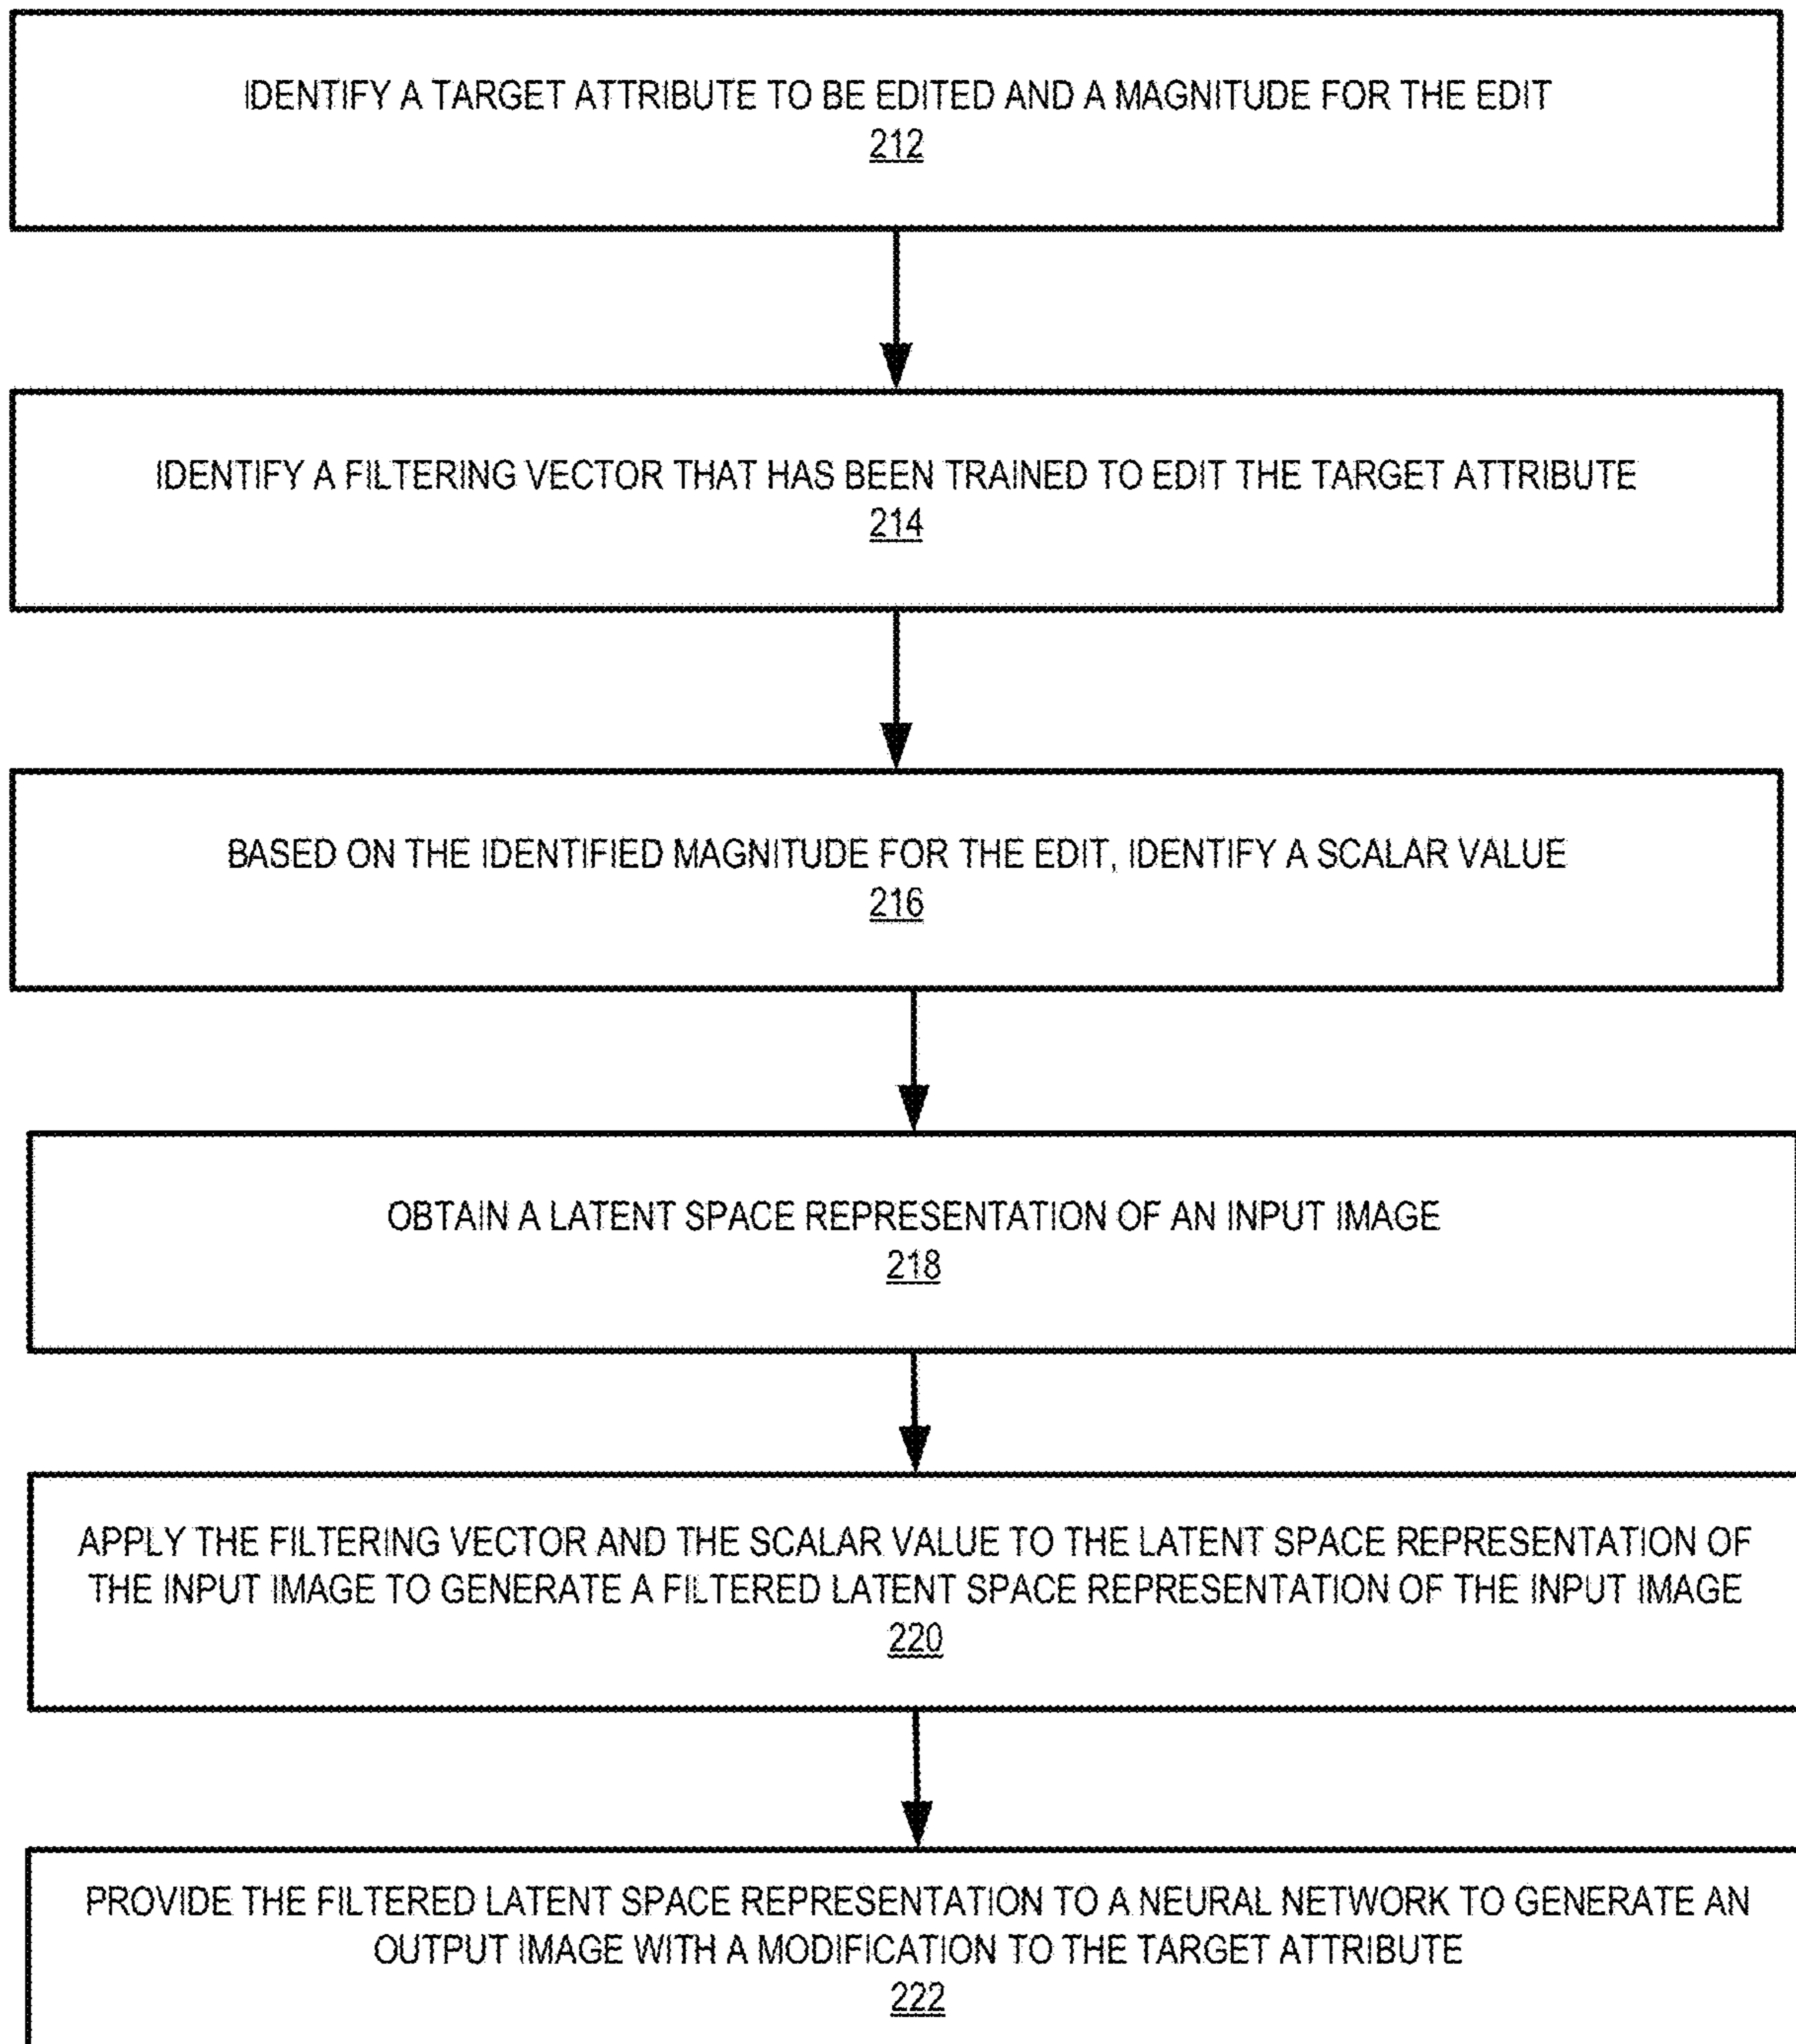 IDENTIFY A TARGET ATTRIBUTE TO BE EDITED AND A MAGNITUDE FOR THE EDIT
212
IDENTIFY A FILTERING VECTOR THAT HAS BEEN TRAINED TO EDIT THE TARGET ATTRIBUTE
214
BASED ON THE IDENTIFIED MAGNITUDE FOR THE EDIT, IDENTIFY A SCALAR VALUE
216
OBTAIN A LATENT SPACE REPRESENTATION OF AN INPUT IMAGE
218
APPLY THE FILTERING VECTOR AND THE SCALAR VALUE TO THE LATENT SPACE REPRESENTATION OF
THE INPUT IMAGE TO GENERATE A FILTERED LATENT SPACE REPRESENTATION OF THE INPUT IMAGE
220
PROVIDE THE FILTERED LATENT SPACE REPRESENTATION TO A NEURAL NETWORK TO GENERATE AN
OUTPUT IMAGE WITH A MODIFICATION TO THE TARGET ATTRIBUTE
222